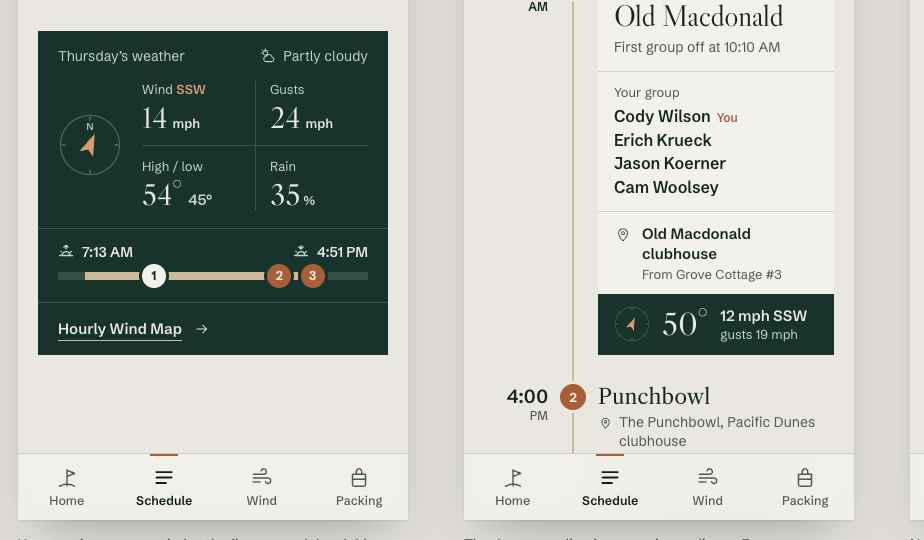 Thursday's weather
Partly cloudy
N
Wind SSW
14 mph
Gusts
24 mph
High / low
54° 45°
Rain
35 %
7:13 AM
4:51 PM
1
2
3
Hourly Wind Map →
Home
Schedule
Wind
Packing
AM
Old Macdonald
First group off at 10:10 AM
Your group
Cody Wilson You
Erich Krueck
Jason Koerner
Cam Woolsey
Old Macdonald
clubhouse
From Grove Cottage #3
50°
12 mph SSW
gusts 19 mph
4:00
PM
2
Punchbowl
The Punchbowl, Pacific Dunes
clubhouse
Home
Schedule
Wind
Packing